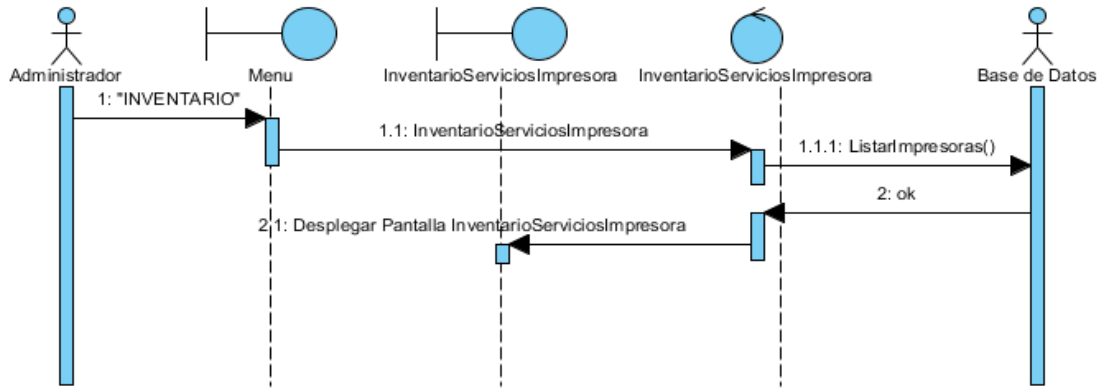 Administrador
Menu
InventarioServiciosImpresora
InventarioServiciosImpresora
Base de Datos
1: "INVENTARIO"
1.1: InventarioServiciosImpresora
1.1.1: ListarImpresoras()
2: ok
2.1: Desplegar Pantalla InventarioServiciosImpresora